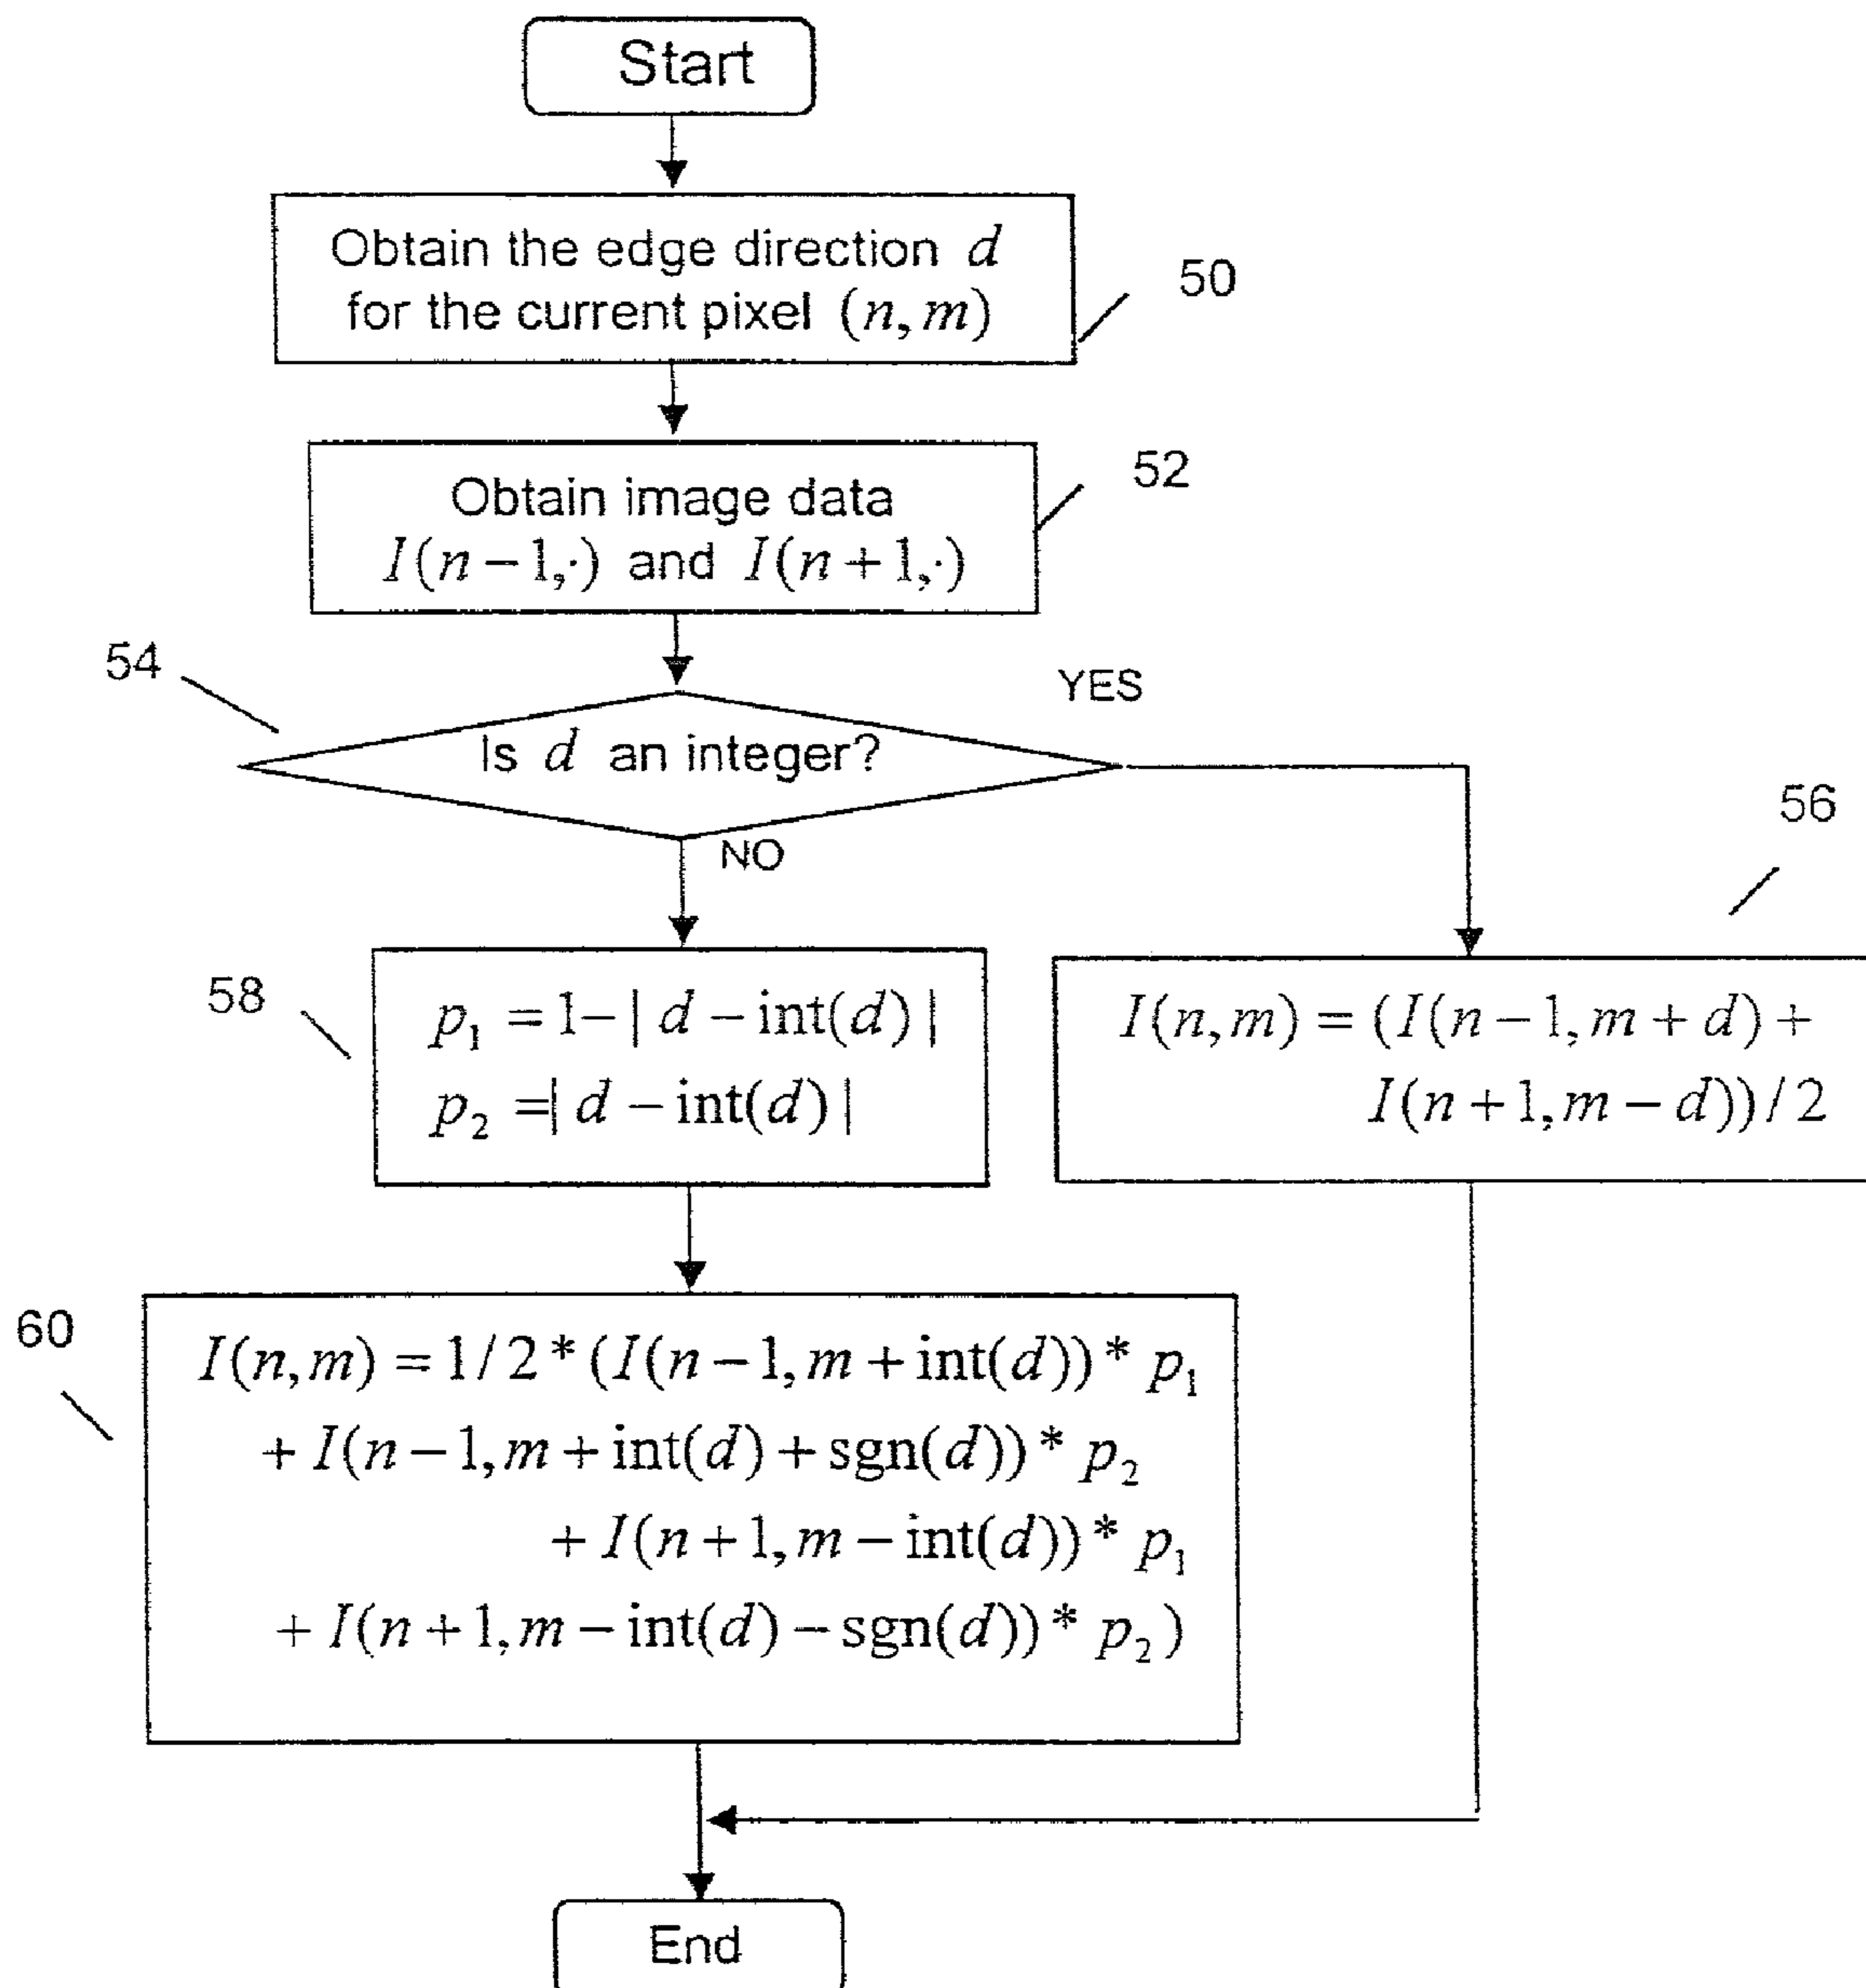 Start
Obtain the edge direction d
for the current pixel (n, m)
50
Obtain image data
I(n − 1,·) and I(n + 1,·)
52
54
Is d an integer?
YES
NO
56
58
p₁ = 1− | d − int(d) |
p₂ =| d − int(d) |
I(n, m) = (I(n − 1, m + d) +
I(n + 1, m − d)) / 2
60
I(n, m) = 1 / 2 * (I(n − 1, m + int(d)) * p₁
+ I(n − 1, m + int(d) + sgn(d)) * p₂
+ I(n + 1, m − int(d)) * p₁
+ I(n + 1, m − int(d) − sgn(d)) * p₂ )
End